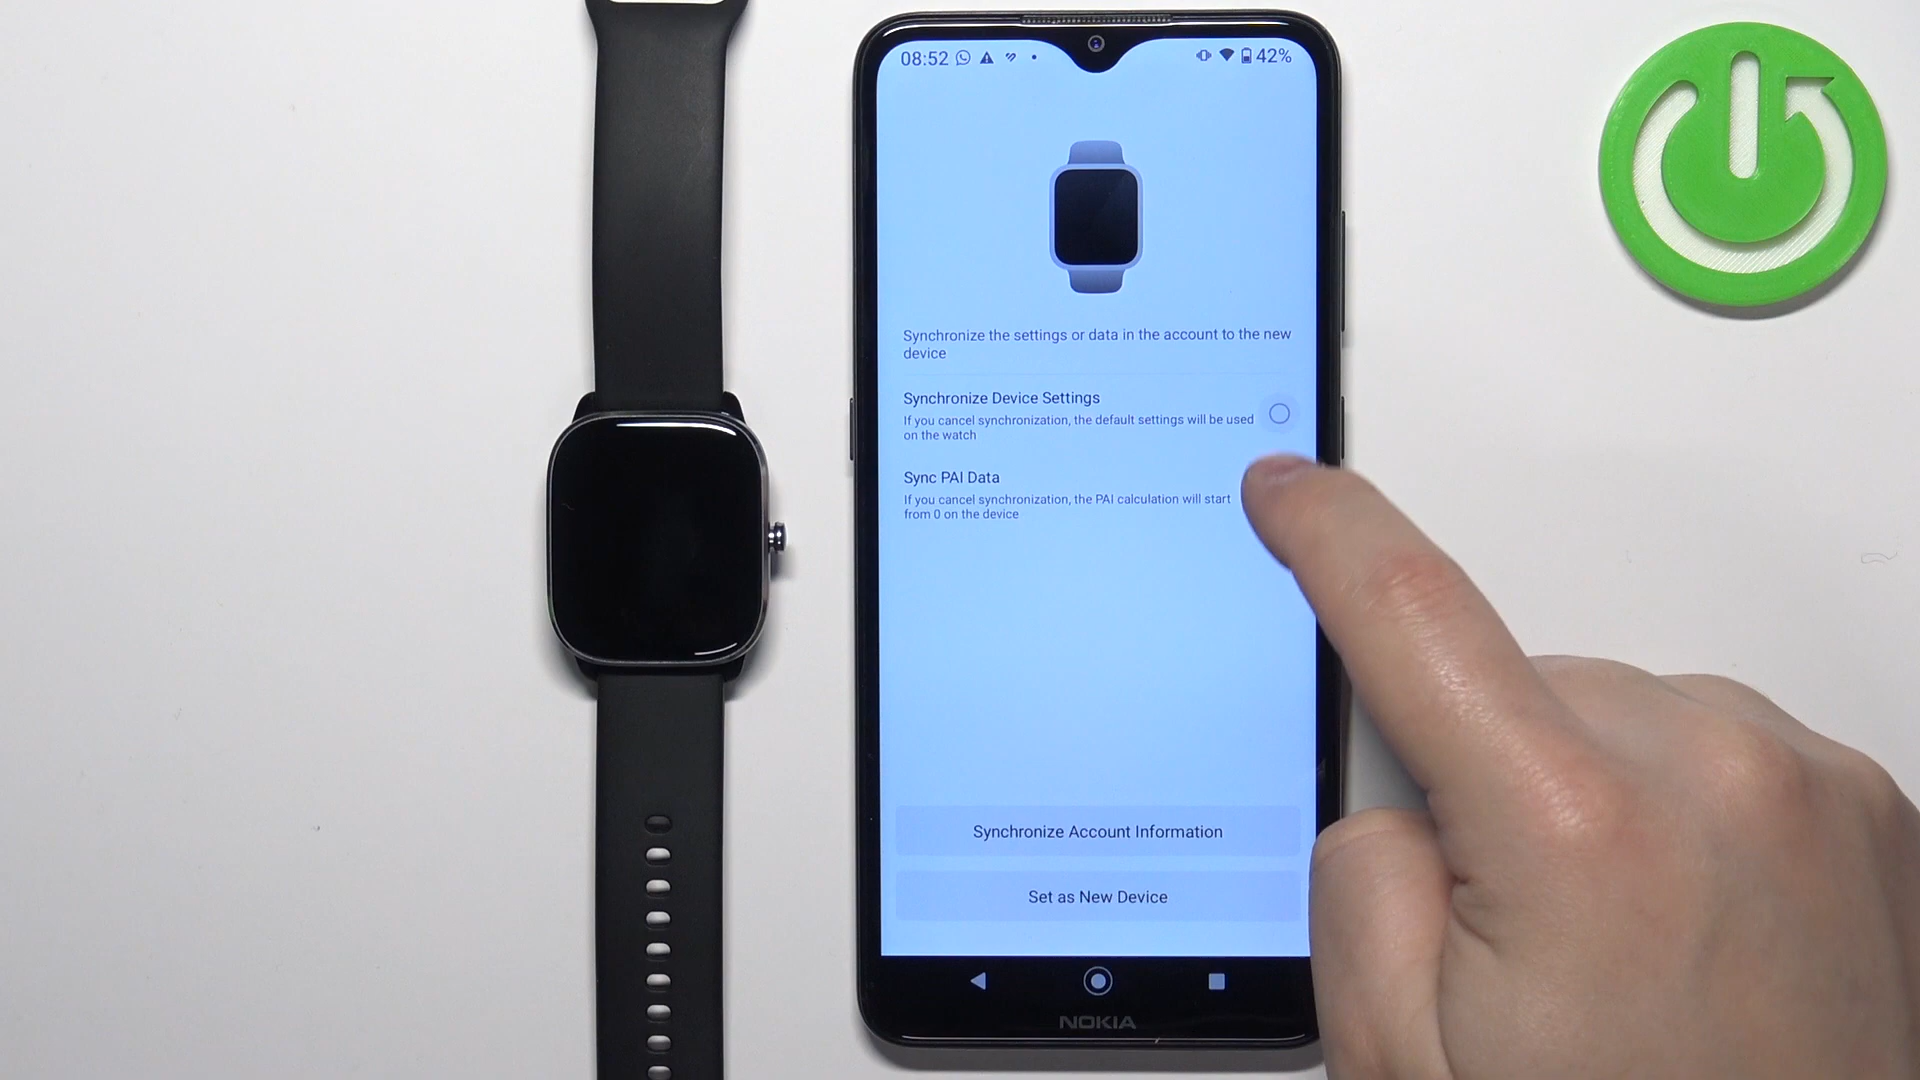 08:52
42%
Synchronize the settings or data in the account to the new
device
Synchronize Device Settings
If you cancel synchronization, the default settings will be used
on the watch
Sync PAI Data
If you cancel synchronization, the PAI calculation will start
from 0 on the device
Synchronize Account Information
Set as New Device
NOKIA